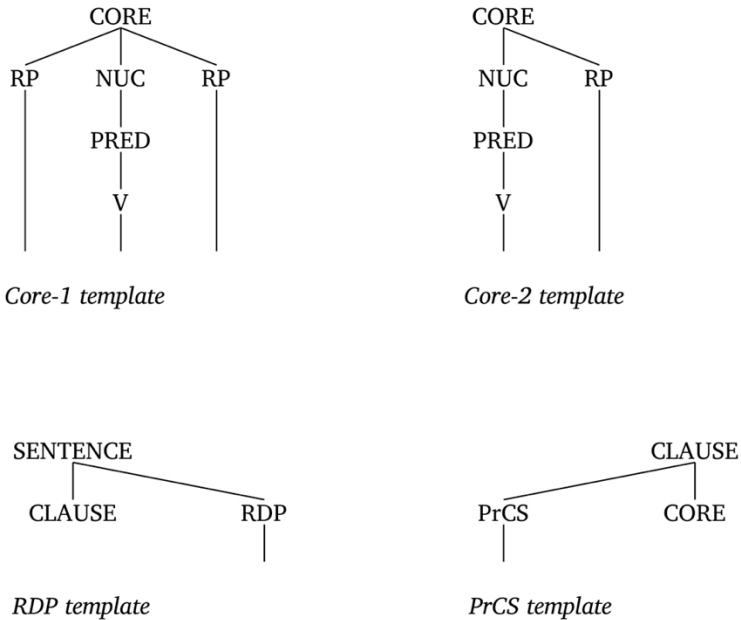 CORE CORE
RP NUC RP NUC RP
PRED PRED
V V
Core-1 template Core-2 template
SENTENCE CLAUSE
CLAUSE RDP PrCS CORE
RDP template PrCS template